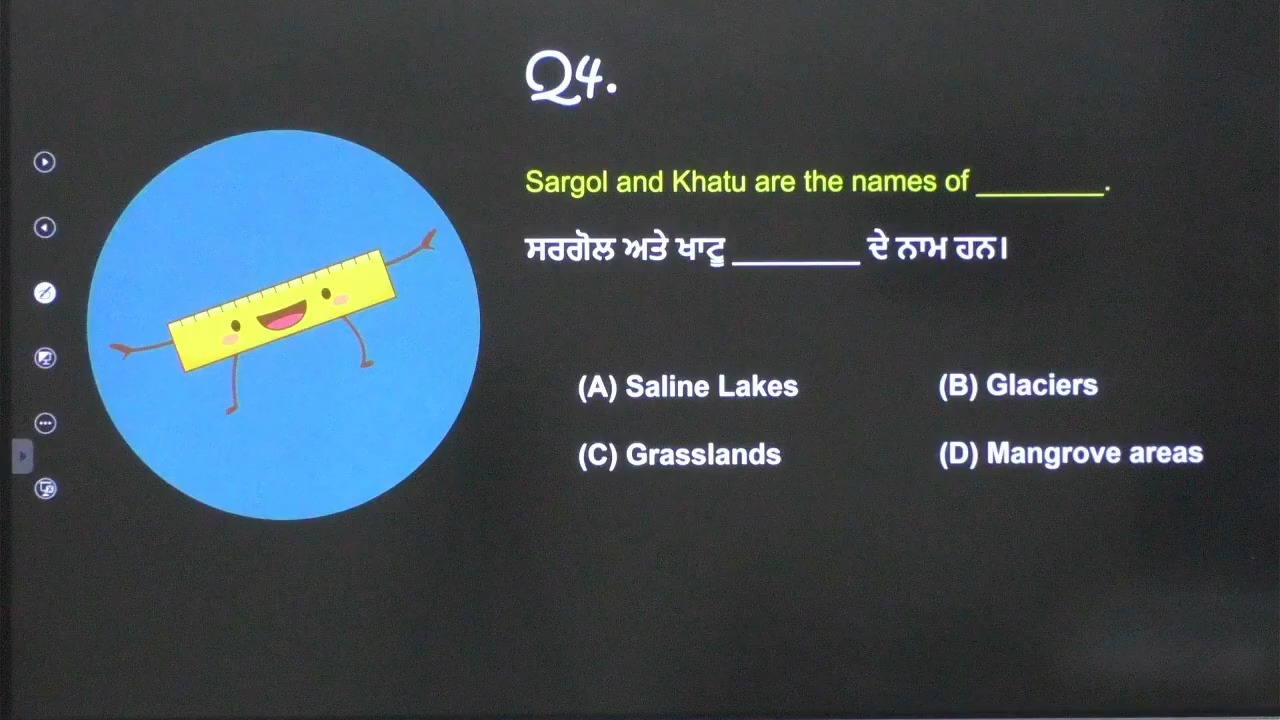 Q4.
Sargol and Khatu are the names of ________.
ਸਰਗੋਲ ਅਤੇ ਖਾਟੂ ________ ਦੇ ਨਾਮ ਹਨ।
(A) Saline Lakes (B) Glaciers
(C) Grasslands (D) Mangrove areas